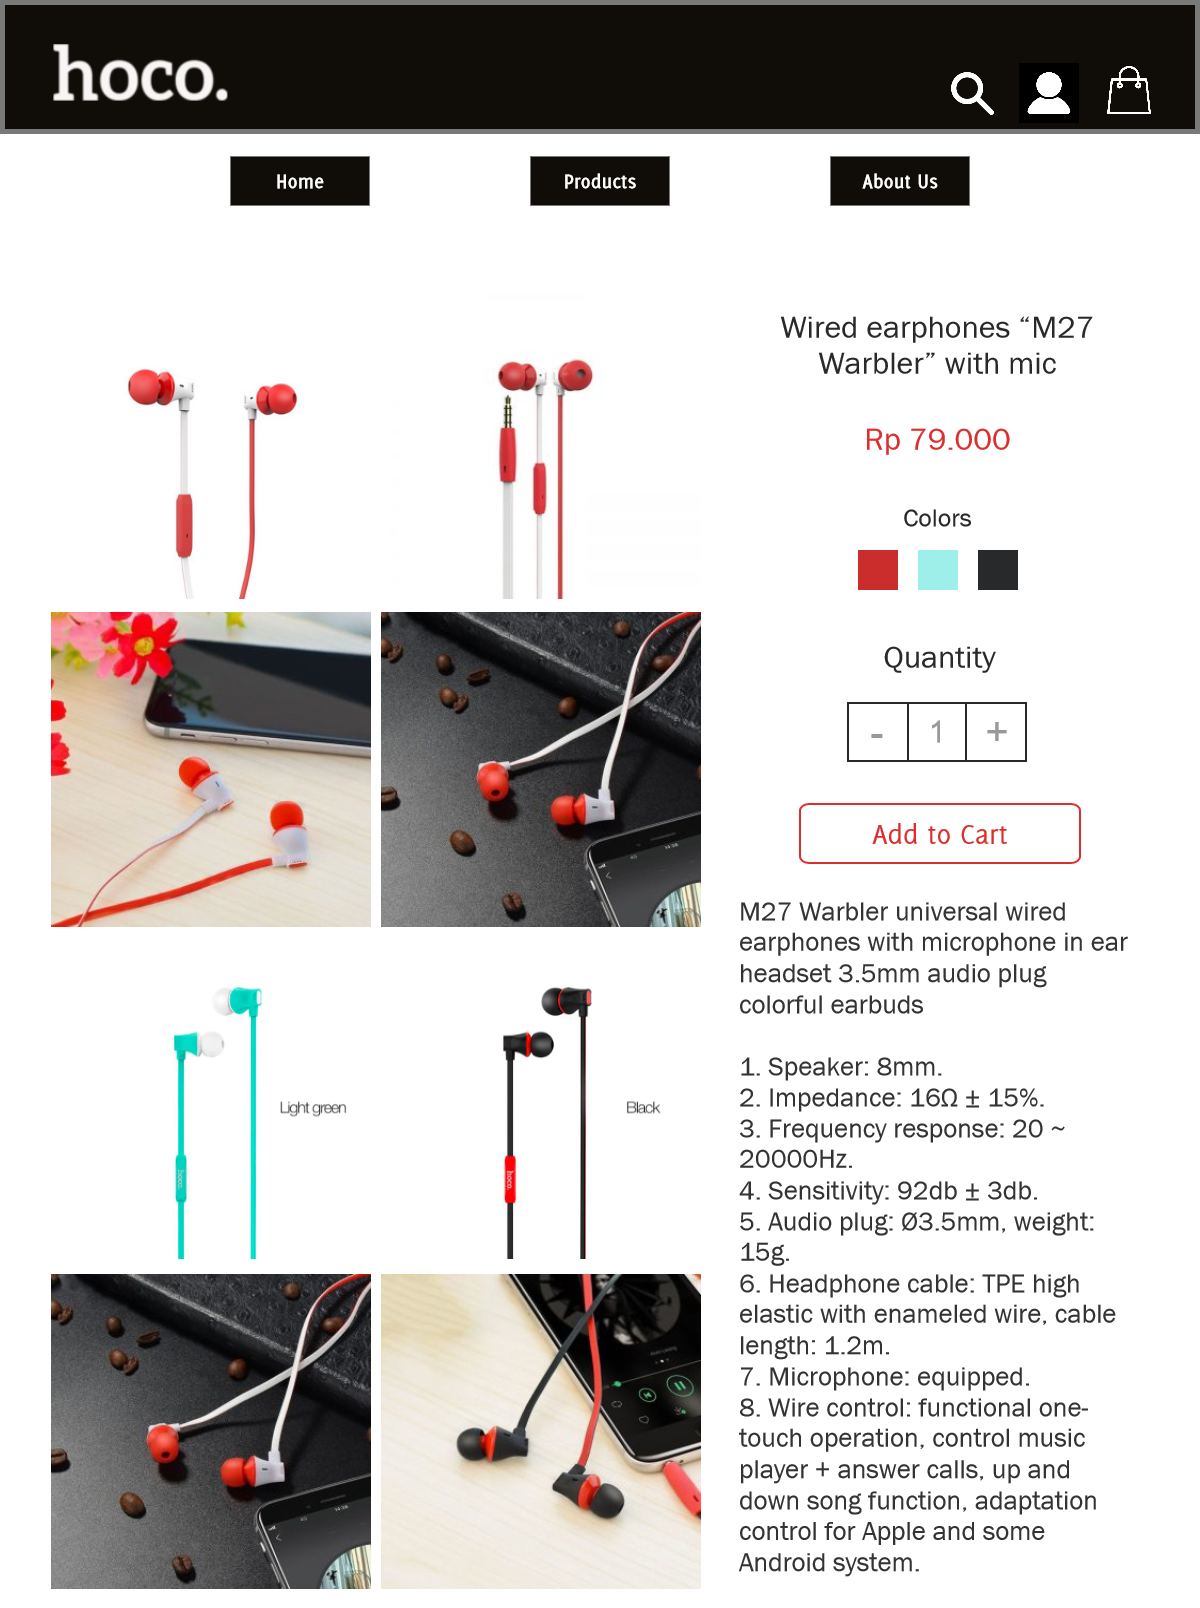 hoco.
Home
Products
About Us
Wired earphones “M27
Warbler” with mic
Rp 79.000
Colors
Quantity
- 1 +
Add to Cart
M27 Warbler universal wired
earphones with microphone in ear
headset 3.5mm audio plug
colorful earbuds
1. Speaker: 8mm.
2. Impedance: 16Ω ± 15%.
3. Frequency response: 20 ~
20000Hz.
4. Sensitivity: 92db ± 3db.
5. Audio plug: Ø3.5mm, weight:
15g.
6. Headphone cable: TPE high
elastic with enameled wire, cable
length: 1.2m.
7. Microphone: equipped.
8. Wire control: functional one-
touch operation, control music
player + answer calls, up and
down song function, adaptation
control for Apple and some
Android system.
Light green
hoco.
Black
hoco.